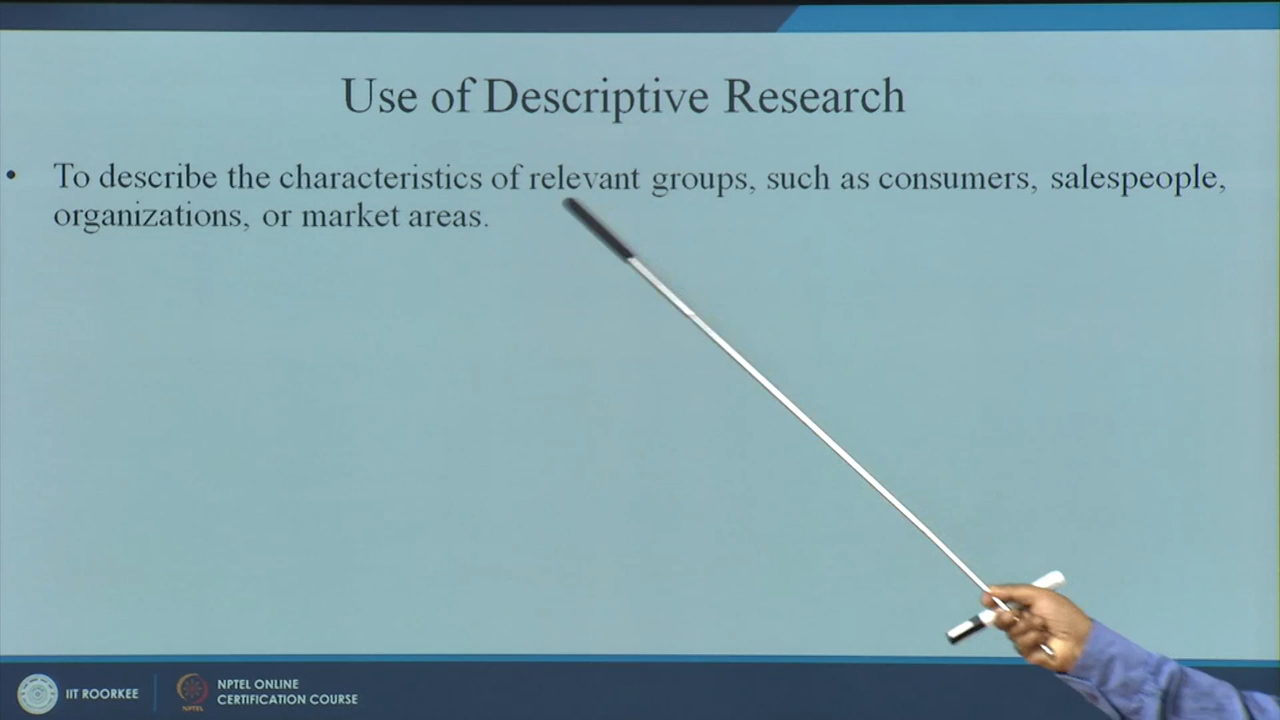 Use of Descriptive Research
• To describe the characteristics of relevant groups, such as consumers, salespeople,
organizations, or market areas.
IIT ROORKEE
NPTEL ONLINE
CERTIFICATION COURSE
NPTEL